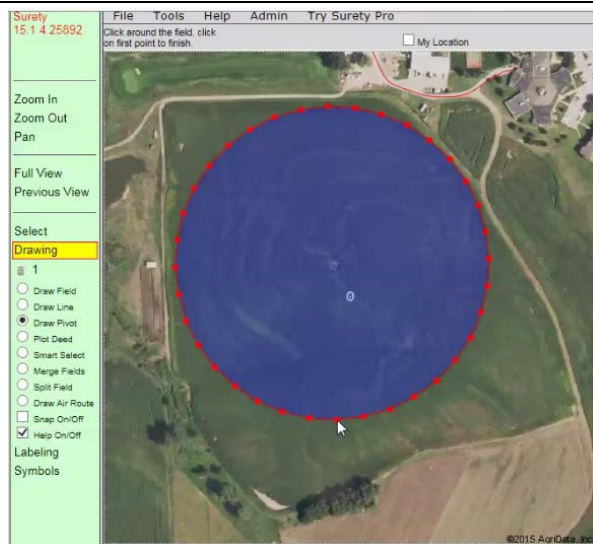 Surety
15.1.4.25892
File Tools Help Admin Try Surety Pro
Click around the field, click
on first point to finish.
My Location
Zoom In
Zoom Out
Pan
Full View
Previous View
Select
Drawing
1
Draw Field
Draw Line
Draw Pivot
Plot Deed
Smart Select
Merge Fields
Split Field
Draw Air Route
Snap On/Off
Help On/Off
Labeling
Symbols
0
©2015 AgriData, Inc